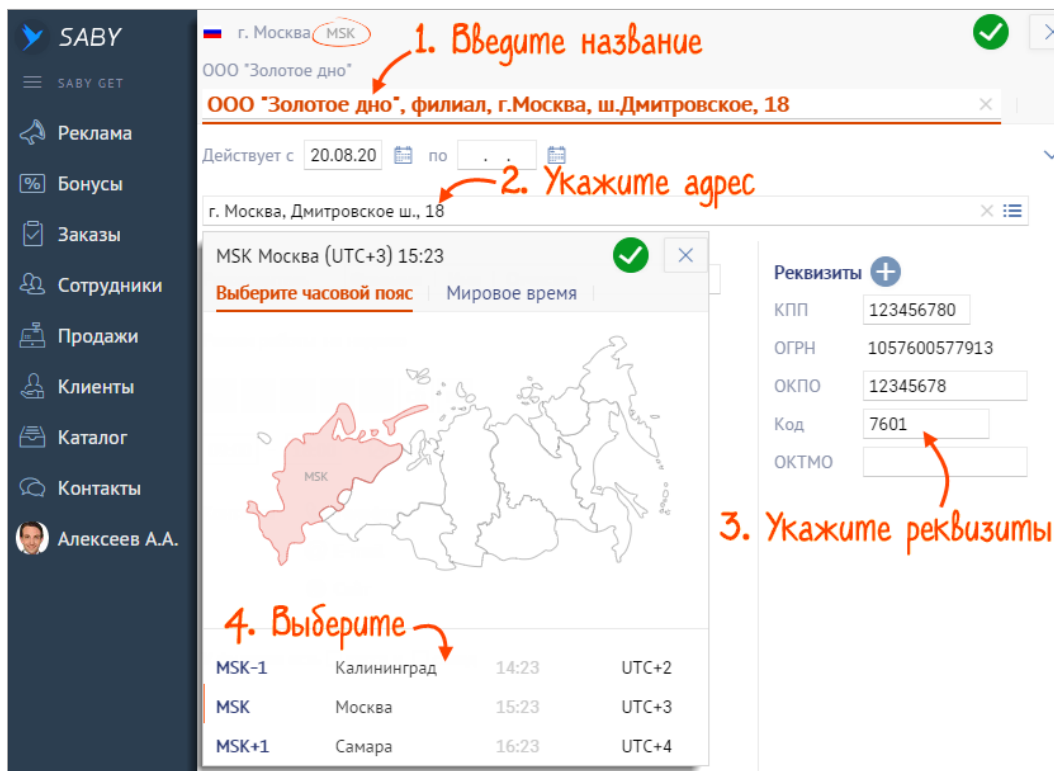 SABY
SABY GET
Реклама
Бонусы
Заказы
Сотрудники
Продажи
Клиенты
Каталог
Контакты
Алексеев А.А.
г. Москва MSK
1. Введите название
ООО "Золотое дно"
ООО "Золотое дно", филиал, г.Москва, ш.Дмитровское, 18
Действует с 20.08.20 по . .
2. Укажите адрес
г. Москва, Дмитровское ш., 18
MSK Москва (UTC+3) 15:23
Выберите часовой пояс Мировое время
MSK
4. Выберите
MSK-1 Калининград 14:23 UTC+2
MSK Москва 15:23 UTC+3
MSK+1 Самара 16:23 UTC+4
Реквизиты
КПП 123456780
ОГРН 1057600577913
ОКПО 12345678
Код 7601
ОКТМО
3. Укажите реквизиты